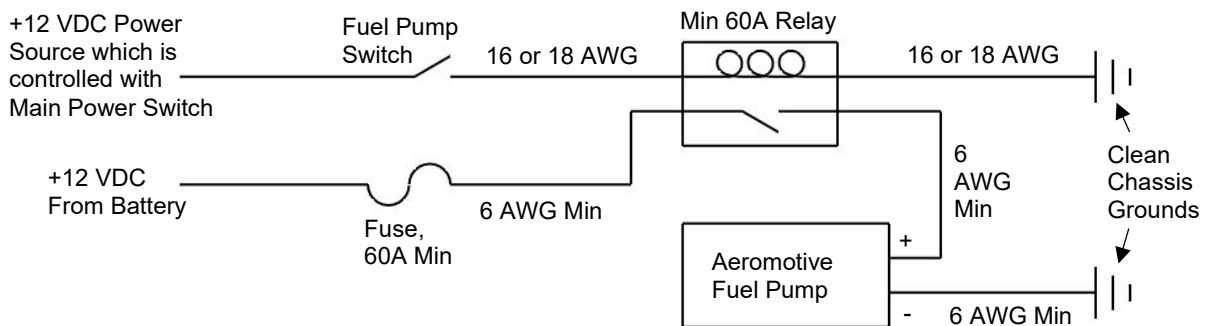 +12 VDC Power
Source which is
controlled with
Main Power Switch
Fuel Pump
Switch
16 or 18 AWG
Min 60A Relay
16 or 18 AWG
+12 VDC
From Battery
Fuse,
60A Min
6 AWG Min
6
AWG
Min
Clean
Chassis
Grounds
Aeromotive
Fuel Pump
+
-
6 AWG Min